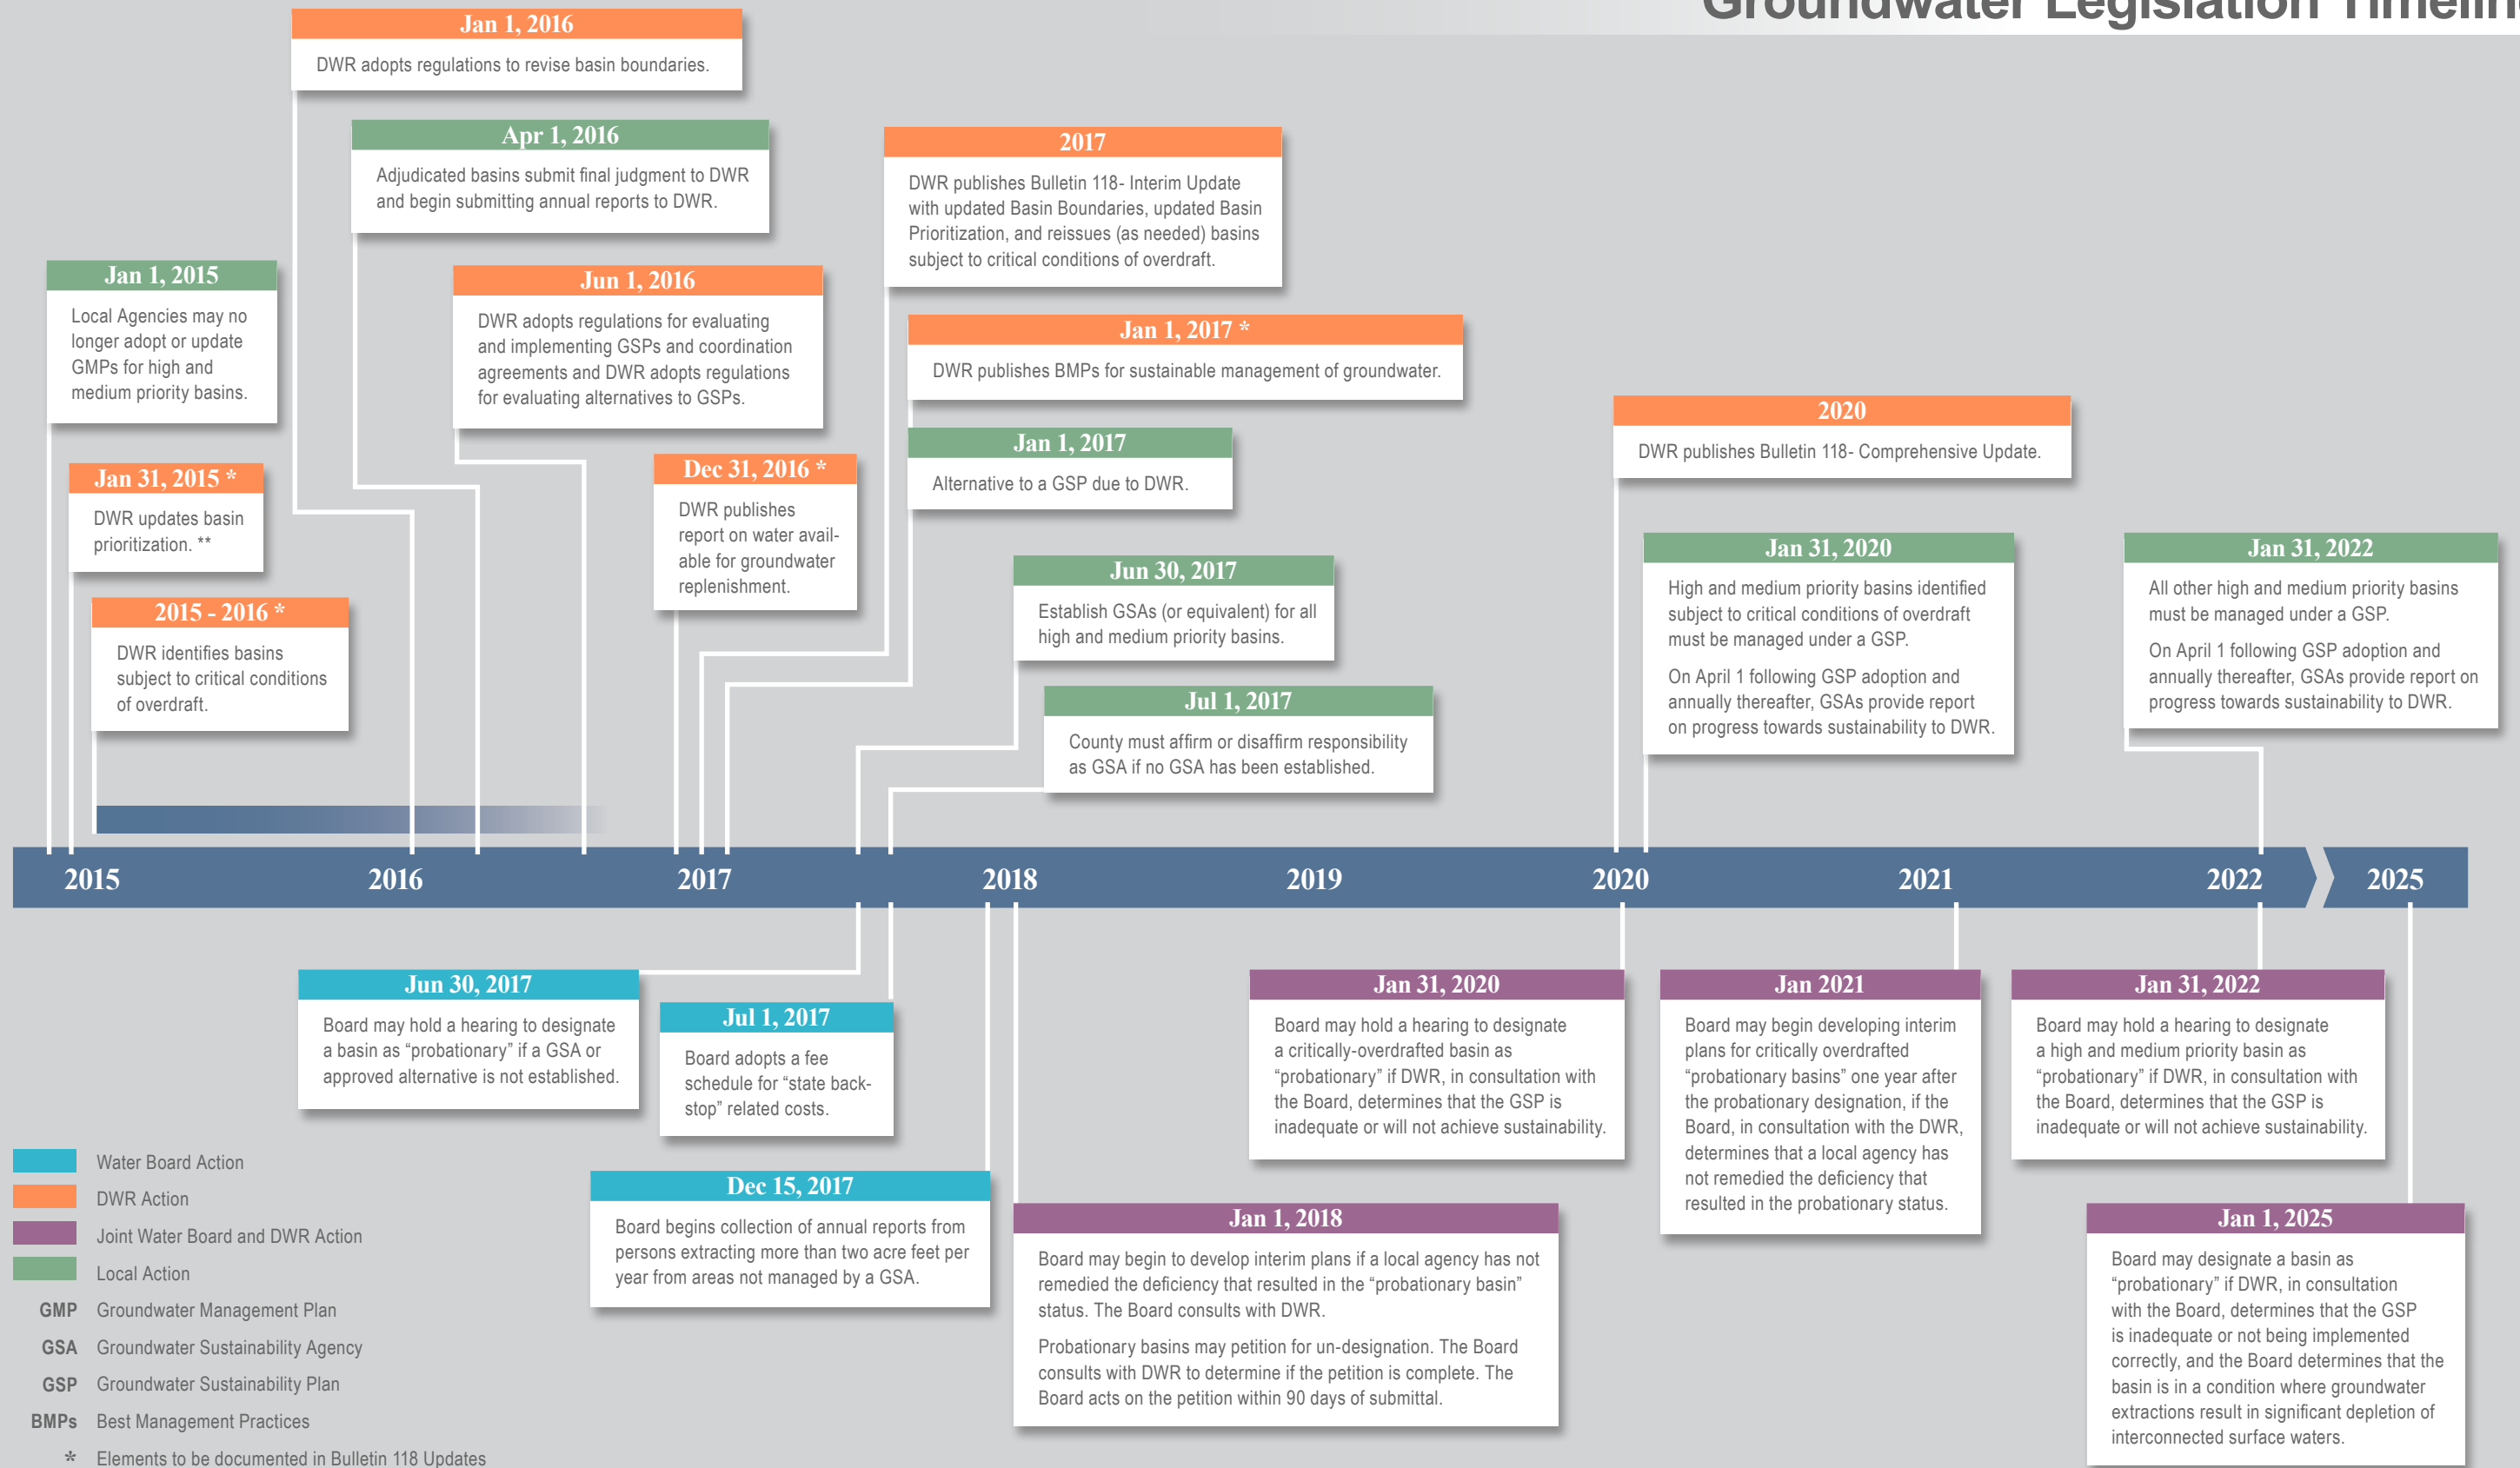 Groundwater Legislation Timeline
Jan 1, 2016
DWR adopts regulations to revise basin boundaries.
Apr 1, 2016
Adjudicated basins submit final judgment to DWR
and begin submitting annual reports to DWR.
2017
DWR publishes Bulletin 118- Interim Update
with updated Basin Boundaries, updated Basin
Prioritization, and reissues (as needed) basins
subject to critical conditions of overdraft.
Jan 1, 2015
Local Agencies may no
longer adopt or update
GMPs for high and
medium priority basins.
Jun 1, 2016
DWR adopts regulations for evaluating
and implementing GSPs and coordination
agreements and DWR adopts regulations
for evaluating alternatives to GSPs.
Jan 1, 2017 *
DWR publishes BMPs for sustainable management of groundwater.
Jan 1, 2017
Alternative to a GSP due to DWR.
2020
DWR publishes Bulletin 118- Comprehensive Update.
Jan 31, 2015 *
DWR updates basin
prioritization. **
Dec 31, 2016 *
DWR publishes
report on water avail-
able for groundwater
replenishment.
2015 - 2016 *
DWR identifies basins
subject to critical conditions
of overdraft.
Jun 30, 2017
Establish GSAs (or equivalent) for all
high and medium priority basins.
Jul 1, 2017
County must affirm or disaffirm responsibility
as GSA if no GSA has been established.
Jan 31, 2020
High and medium priority basins identified
subject to critical conditions of overdraft
must be managed under a GSP.
On April 1 following GSP adoption and
annually thereafter, GSAs provide report
on progress towards sustainability to DWR.
Jan 31, 2022
All other high and medium priority basins
must be managed under a GSP.
On April 1 following GSP adoption and
annually thereafter, GSAs provide report on
progress towards sustainability to DWR.
2015 2016 2017 2018 2019 2020 2021 2022 2025
Jun 30, 2017
Board may hold a hearing to designate
a basin as “probationary” if a GSA or
approved alternative is not established.
Jul 1, 2017
Board adopts a fee
schedule for “state back-
stop” related costs.
Dec 15, 2017
Board begins collection of annual reports from
persons extracting more than two acre feet per
year from areas not managed by a GSA.
Jan 1, 2018
Board may begin to develop interim plans if a local agency has not
remedied the deficiency that resulted in the “probationary basin”
status. The Board consults with DWR.
Probationary basins may petition for un-designation. The Board
consults with DWR to determine if the petition is complete. The
Board acts on the petition within 90 days of submittal.
Jan 31, 2020
Board may hold a hearing to designate
a critically-overdrafted basin as
“probationary” if DWR, in consultation with
the Board, determines that the GSP is
inadequate or will not achieve sustainability.
Jan 2021
Board may begin developing interim
plans for critically overdrafted
“probationary basins” one year after
the probationary designation, if the
Board, in consultation with the DWR,
determines that a local agency has
not remedied the deficiency that
resulted in the probationary status.
Jan 31, 2022
Board may hold a hearing to designate
a high and medium priority basin as
“probationary” if DWR, in consultation with
the Board, determines that the GSP is
inadequate or will not achieve sustainability.
Jan 1, 2025
Board may designate a basin as
“probationary” if DWR, in consultation
with the Board, determines that the GSP
is inadequate or not being implemented
correctly, and the Board determines that the
basin is in a condition where groundwater
extractions result in significant depletion of
interconnected surface waters.
Water Board Action
DWR Action
Joint Water Board and DWR Action
Local Action
GMP Groundwater Management Plan
GSA Groundwater Sustainability Agency
GSP Groundwater Sustainability Plan
BMPs Best Management Practices
* Elements to be documented in Bulletin 118 Updates